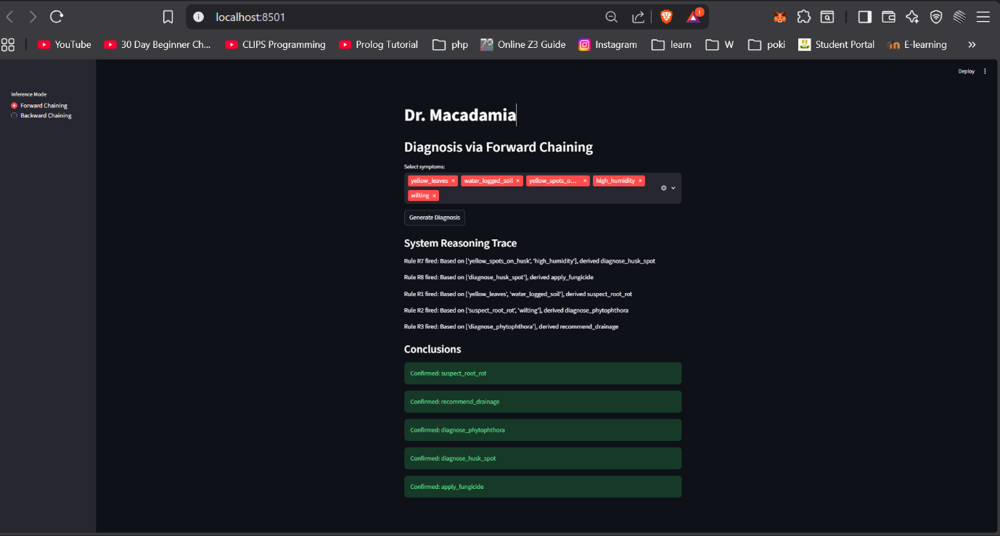 localhost:8501
1
YouTube 30 Day Beginner Ch... CLIPS Programming Prolog Tutorial php Online Z3 Guide Instagram learn W poki Student Portal E-learning »
Deploy
Inference Mode
Forward Chaining
Backward Chaining
Dr. Macadamia
Diagnosis via Forward Chaining
Select symptoms:
yellow_leaves × water_logged_soil × yellow_spots_o... × high_humidity ×
wilting ×
Generate Diagnosis
System Reasoning Trace
Rule R7 fired: Based on ['yellow_spots_on_husk', 'high_humidity'], derived diagnose_husk_spot
Rule R8 fired: Based on ['diagnose_husk_spot'], derived apply_fungicide
Rule R1 fired: Based on ['yellow_leaves', 'water_logged_soil'], derived suspect_root_rot
Rule R2 fired: Based on ['suspect_root_rot', 'wilting'], derived diagnose_phytophthora
Rule R3 fired: Based on ['diagnose_phytophthora'], derived recommend_drainage
Conclusions
Confirmed: suspect_root_rot
Confirmed: recommend_drainage
Confirmed: diagnose_phytophthora
Confirmed: diagnose_husk_spot
Confirmed: apply_fungicide